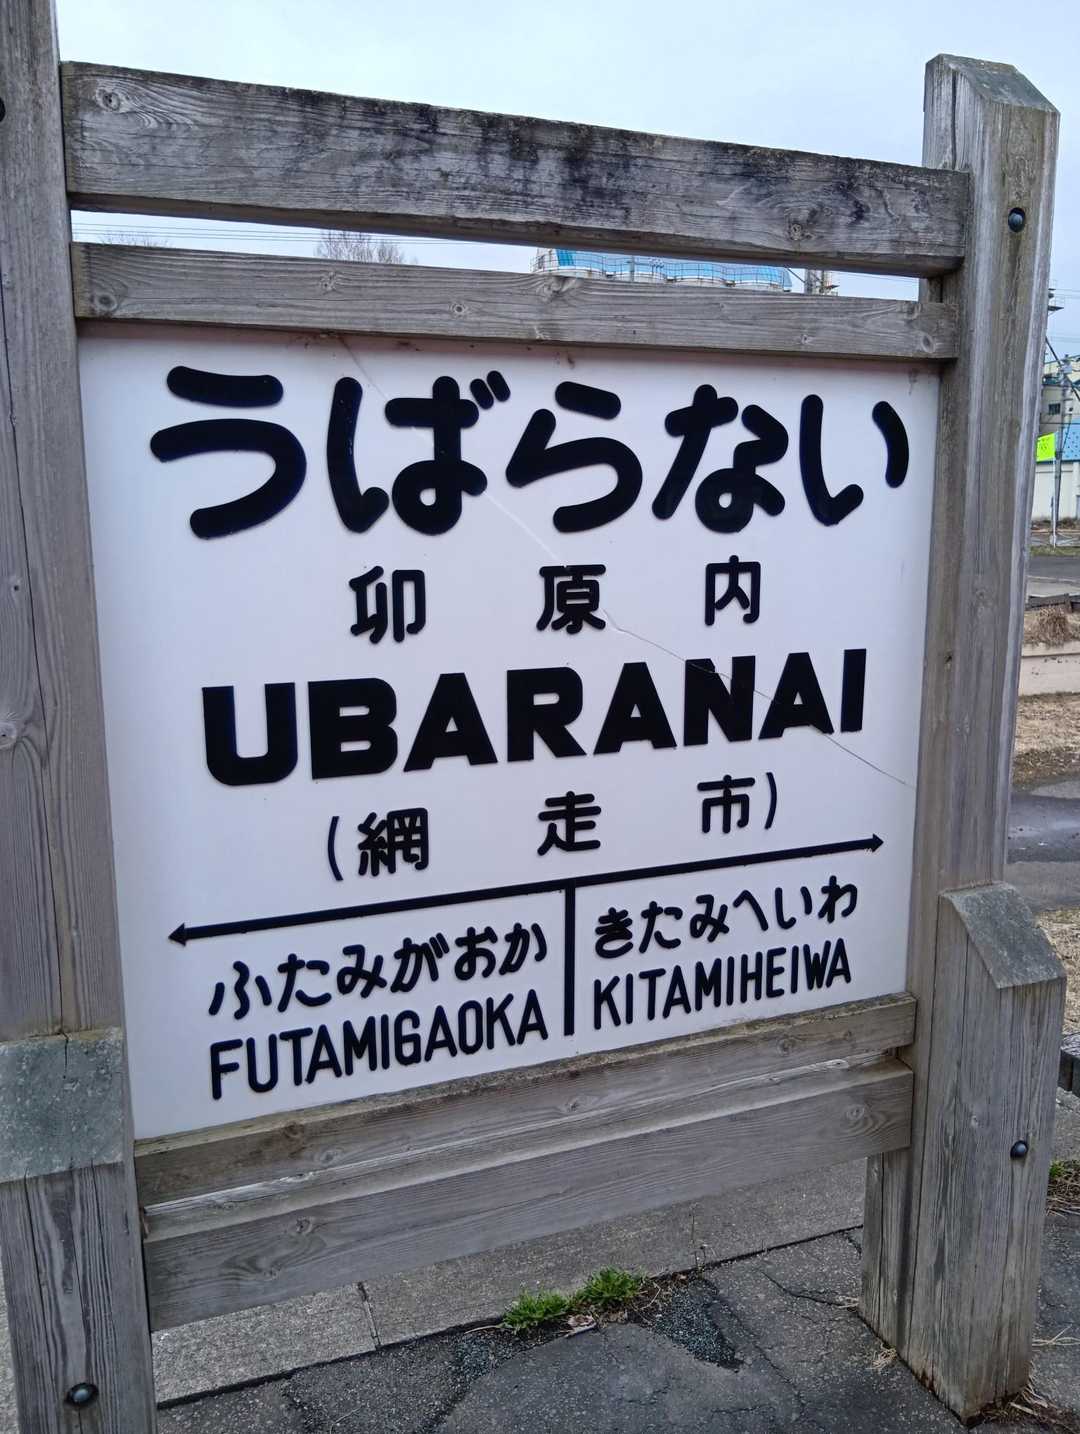 うばらない
卯原内
UBARANAI
(網走市)
ふたみがおか
FUTAMIGAOKA
きたみへいわ
KITAMIHEIWA